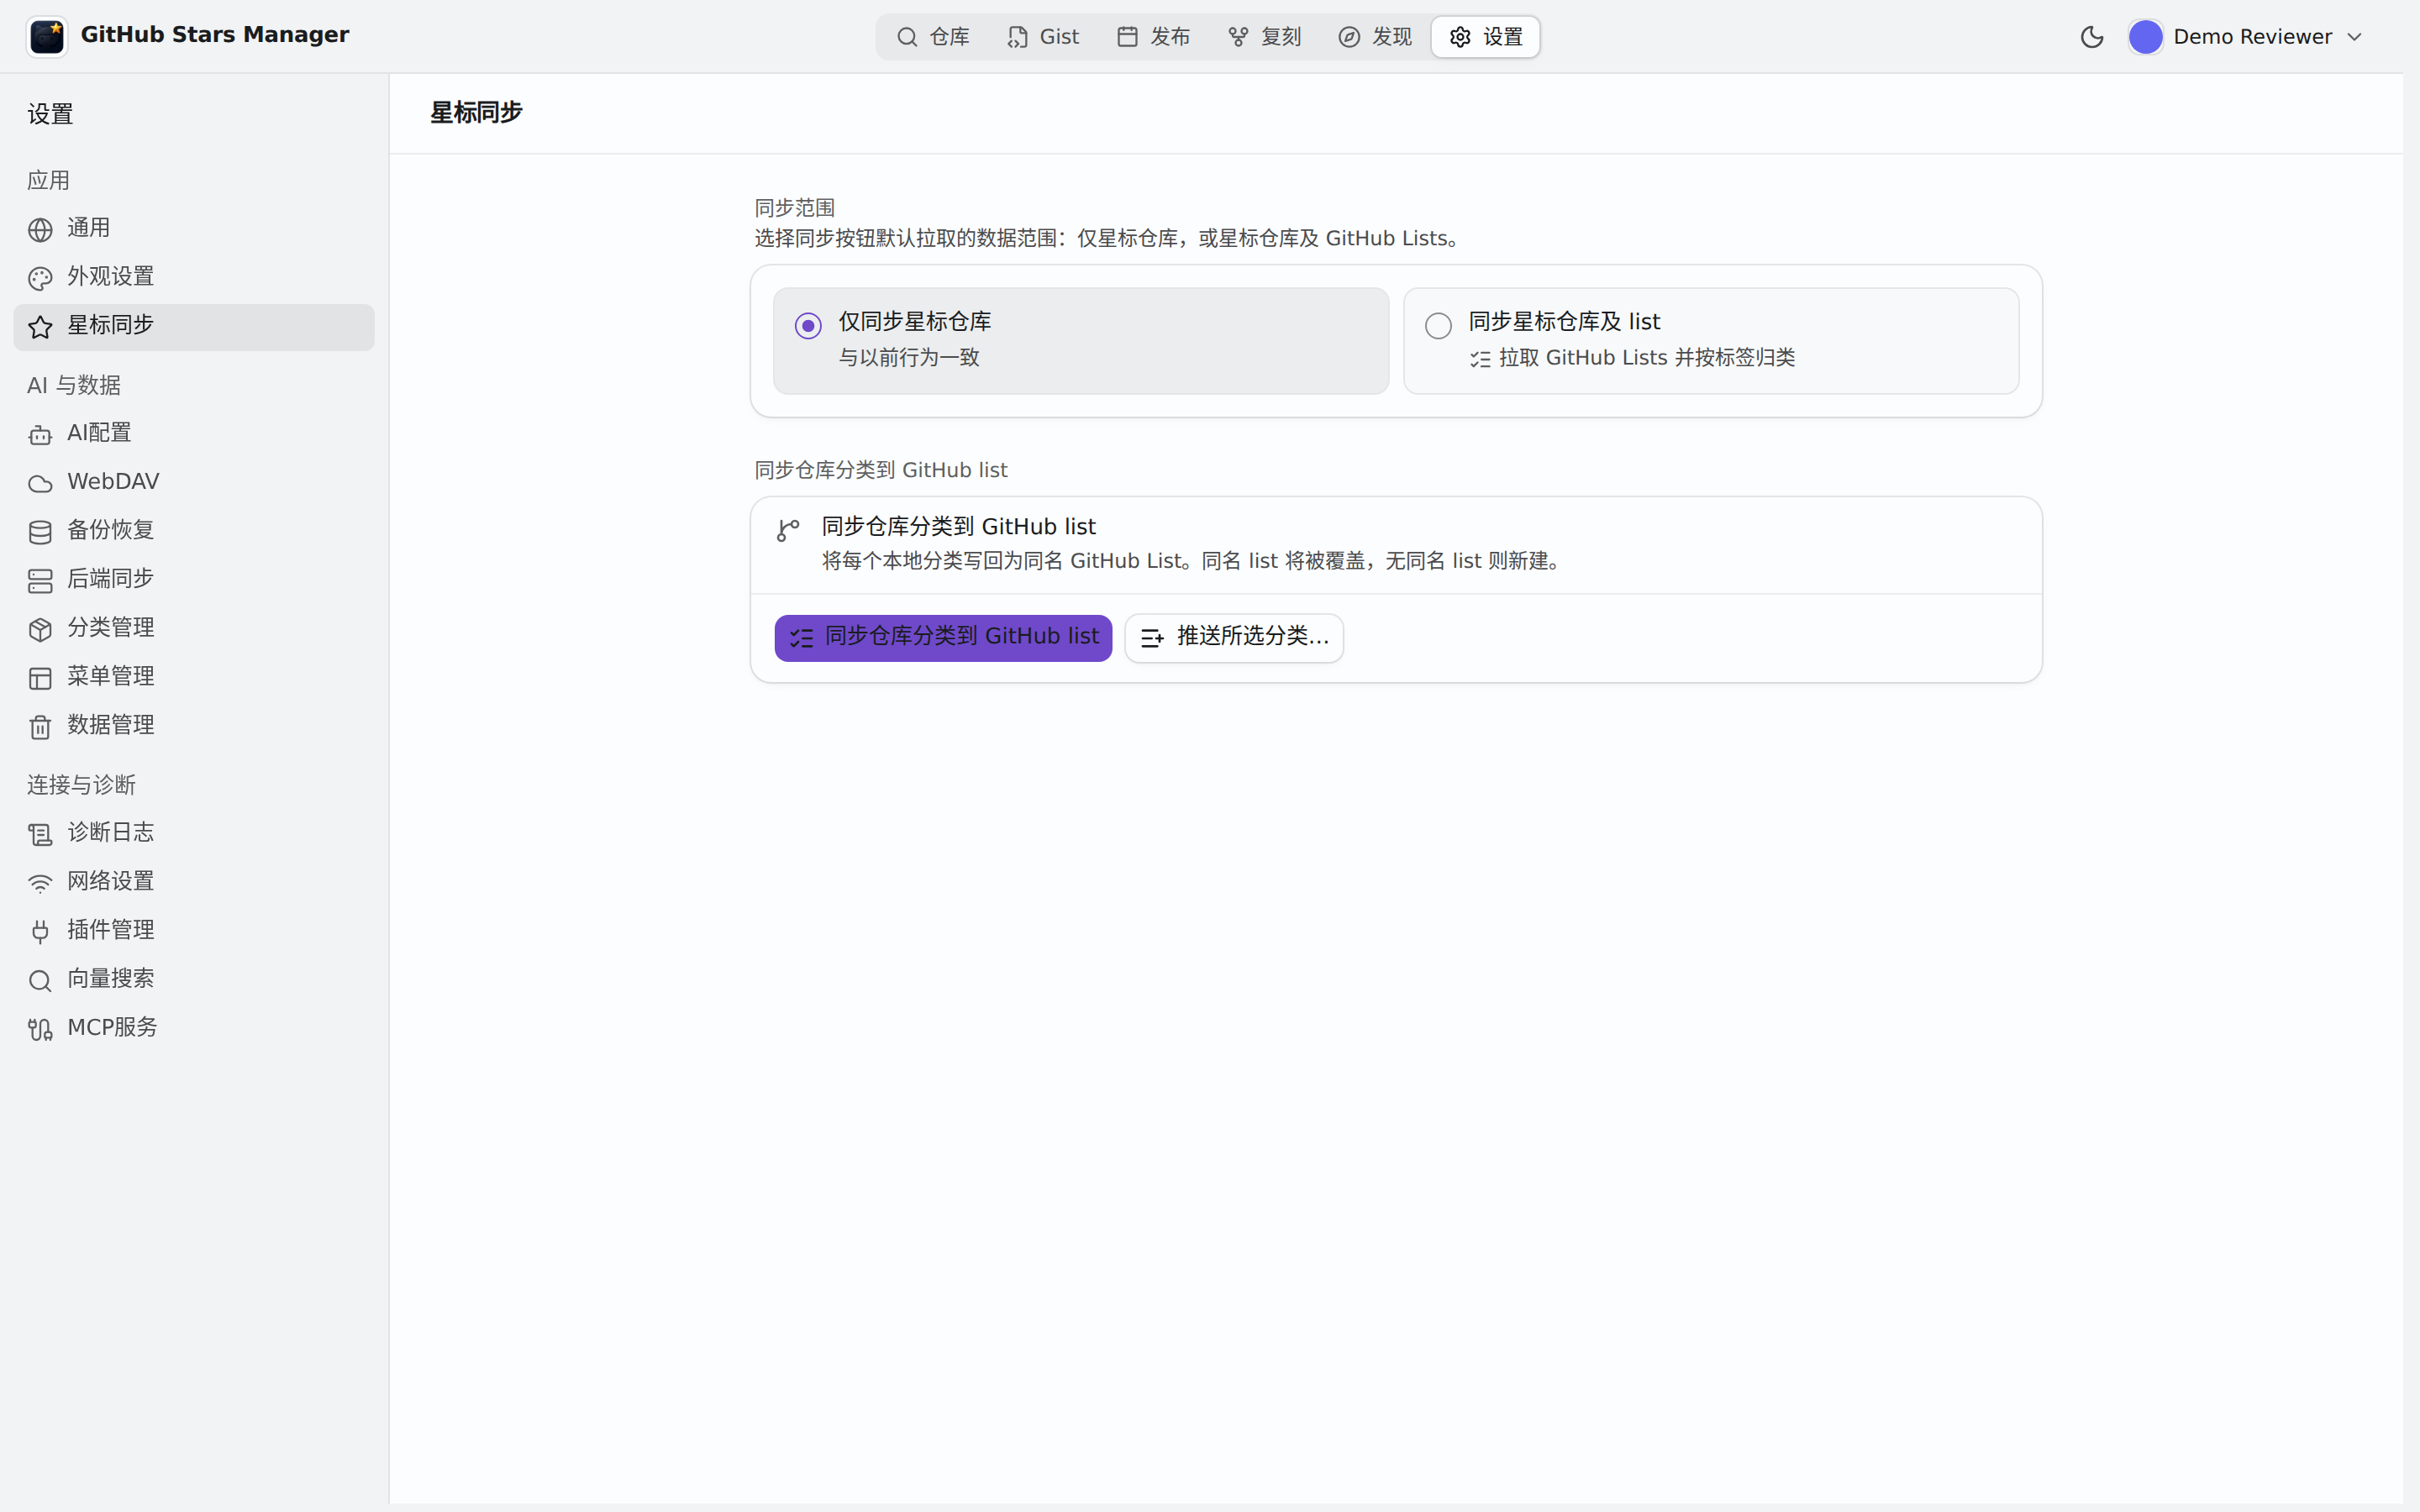 GitHub Stars Manager
仓库
Gist
发布
复刻
发现
设置
Demo Reviewer
设置
应用
通用
外观设置
星标同步
AI 与数据
AI配置
WebDAV
备份恢复
后端同步
分类管理
菜单管理
数据管理
连接与诊断
诊断日志
网络设置
插件管理
向量搜索
MCP服务
星标同步
同步范围
选择同步按钮默认拉取的数据范围：仅星标仓库，或星标仓库及 GitHub Lists。
仅同步星标仓库
与以前行为一致
同步星标仓库及 list
拉取 GitHub Lists 并按标签归类
同步仓库分类到 GitHub list
同步仓库分类到 GitHub list
将每个本地分类写回为同名 GitHub List。同名 list 将被覆盖，无同名 list 则新建。
同步仓库分类到 GitHub list
推送所选分类...